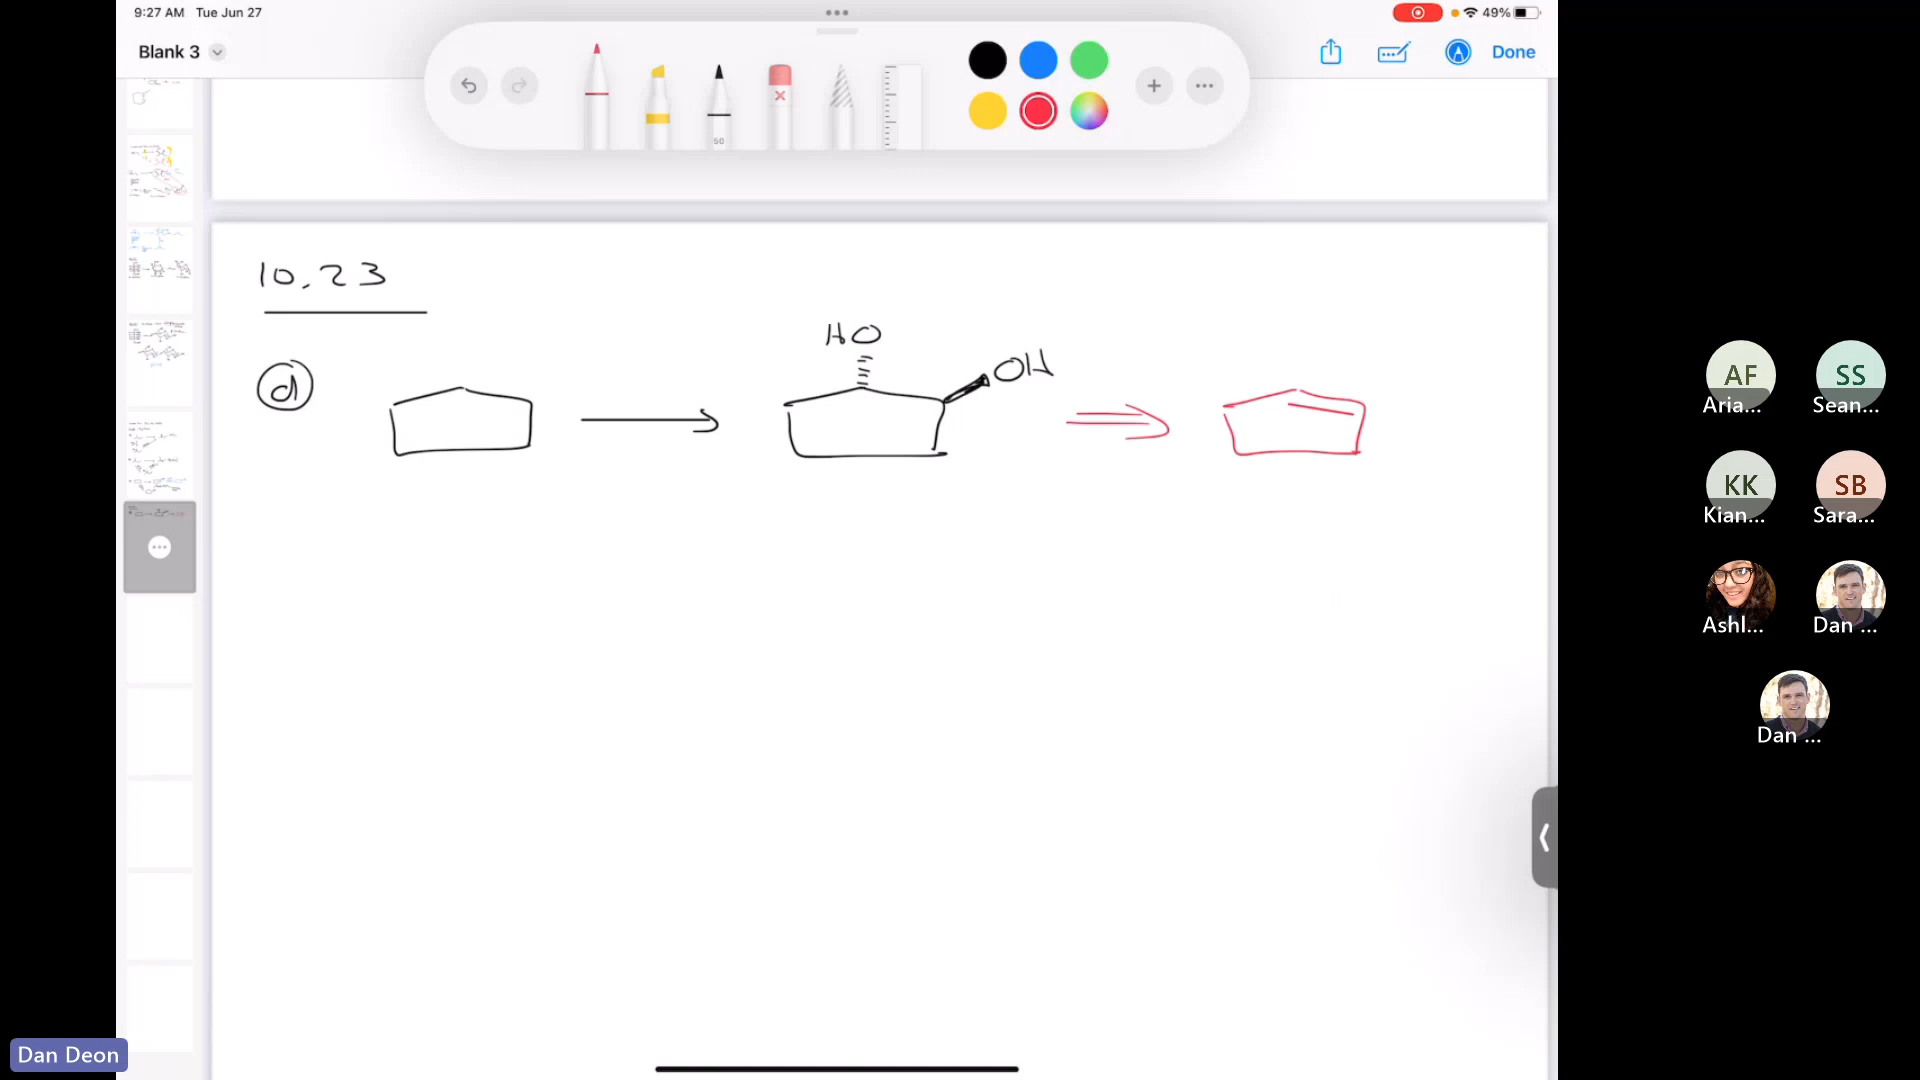 9:27 AM Tue Jun 27
49%
Blank 3
Done
50
10.23
d
HO
OH
AF
Aria...
SS
Sean...
KK
Kian...
SB
Sara...
Ashl...
Dan ...
Dan ...
Dan Deon